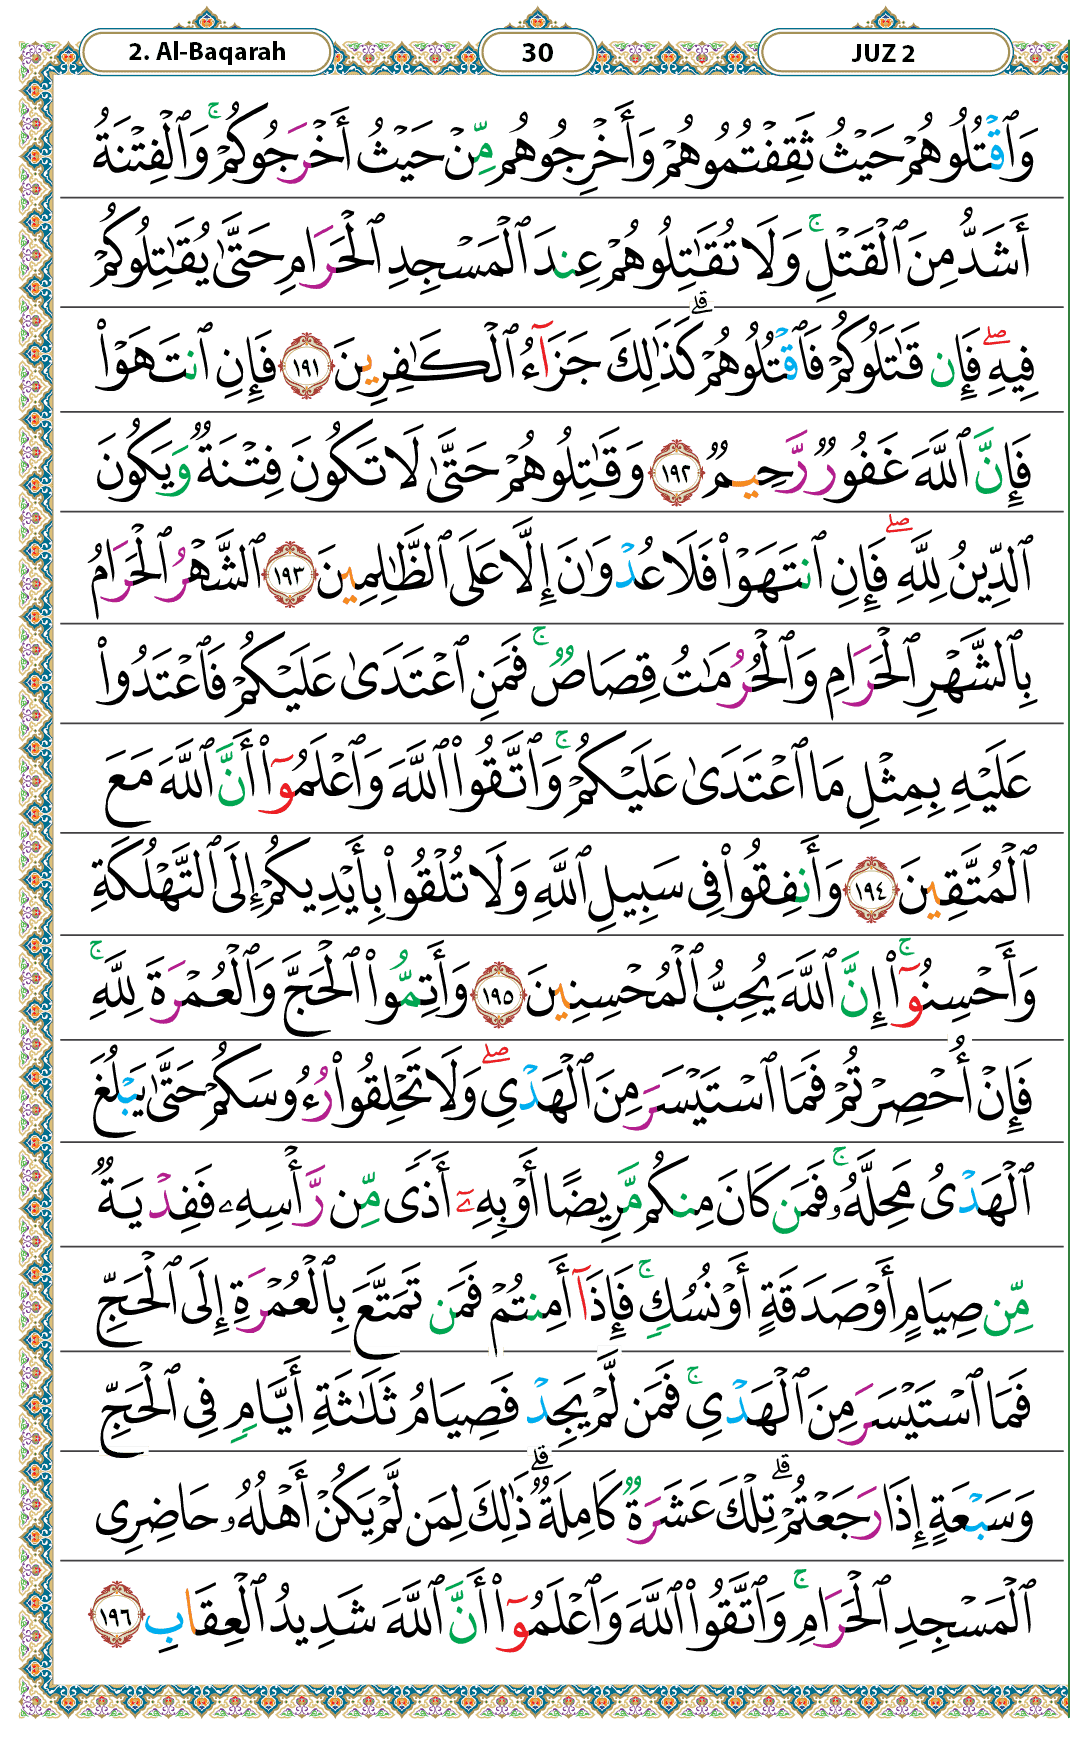 2. Al-Baqarah 30 JUZ 2
وَٱقْتُلُوهُمْ حَيْثُ ثَقِفْتُمُوهُمْ وَأَخْرِجُوهُم مِّنْ حَيْثُ أَخْرَجُوكُمْ ۚ وَٱلْفِتْنَةُ
أَشَدُّ مِنَ ٱلْقَتْلِ ۚ وَلَا تُقَـٰتِلُوهُمْ عِندَ ٱلْمَسْجِدِ ٱلْحَرَامِ حَتَّىٰ يُقَـٰتِلُوكُمْ
فِيهِ ۖ فَإِن قَـٰتَلُوكُمْ فَٱقْتُلُوهُمْ ۗ كَذَٰلِكَ جَزَآءُ ٱلْكَـٰفِرِينَ ١٩١ فَإِنِ ٱنتَهَوْا۟
فَإِنَّ ٱللَّهَ غَفُورٌ رَّحِيمٌ ١٩٢ وَقَـٰتِلُوهُمْ حَتَّىٰ لَا تَكُونَ فِتْنَةٌ وَيَكُونَ
ٱلدِّينُ لِلَّهِ ۖ فَإِنِ ٱنتَهَوْا۟ فَلَا عُدْوَٰنَ إِلَّا عَلَى ٱلظَّـٰلِمِينَ ١٩٣ ٱلشَّهْرُ ٱلْحَرَامُ
بِٱلشَّهْرِ ٱلْحَرَامِ وَٱلْحُرُمَـٰتُ قِصَاصٌ ۚ فَمَنِ ٱعْتَدَىٰ عَلَيْكُمْ فَٱعْتَدُوا۟
عَلَيْهِ بِمِثْلِ مَا ٱعْتَدَىٰ عَلَيْكُمْ ۚ وَٱتَّقُوا۟ ٱللَّهَ وَٱعْلَمُوٓا۟ أَنَّ ٱللَّهَ مَعَ
ٱلْمُتَّقِينَ ١٩٤ وَأَنفِقُوا۟ فِى سَبِيلِ ٱللَّهِ وَلَا تُلْقُوا۟ بِأَيْدِيكُمْ إِلَى ٱلتَّهْلُكَةِ
وَأَحْسِنُوٓا۟ ۚ إِنَّ ٱللَّهَ يُحِبُّ ٱلْمُحْسِنِينَ ١٩٥ وَأَتِمُّوا۟ ٱلْحَجَّ وَٱلْعُمْرَةَ لِلَّهِ ۚ
فَإِنْ أُحْصِرْتُمْ فَمَا ٱسْتَيْسَرَ مِنَ ٱلْهَدْىِ ۖ وَلَا تَحْلِقُوا۟ رُءُوسَكُمْ حَتَّىٰ يَبْلُغَ
ٱلْهَدْىُ مَحِلَّهُۥ ۚ فَمَن كَانَ مِنكُم مَّرِيضًا أَوْ بِهِۦٓ أَذًى مِّن رَّأْسِهِۦ فَفِدْيَةٌ
مِّن صِيَامٍ أَوْ صَدَقَةٍ أَوْ نُسُكٍ ۚ فَإِذَآ أَمِنتُمْ فَمَن تَمَتَّعَ بِٱلْعُمْرَةِ إِلَى ٱلْحَجِّ
فَمَا ٱسْتَيْسَرَ مِنَ ٱلْهَدْىِ ۚ فَمَن لَّمْ يَجِدْ فَصِيَامُ ثَلَـٰثَةِ أَيَّامٍ فِى ٱلْحَجِّ
وَسَبْعَةٍ إِذَا رَجَعْتُمْ ۗ تِلْكَ عَشَرَةٌ كَامِلَةٌ ۗ ذَٰلِكَ لِمَن لَّمْ يَكُنْ أَهْلُهُۥ حَاضِرِى
ٱلْمَسْجِدِ ٱلْحَرَامِ ۚ وَٱتَّقُوا۟ ٱللَّهَ وَٱعْلَمُوٓا۟ أَنَّ ٱللَّهَ شَدِيدُ ٱلْعِقَابِ ١٩٦